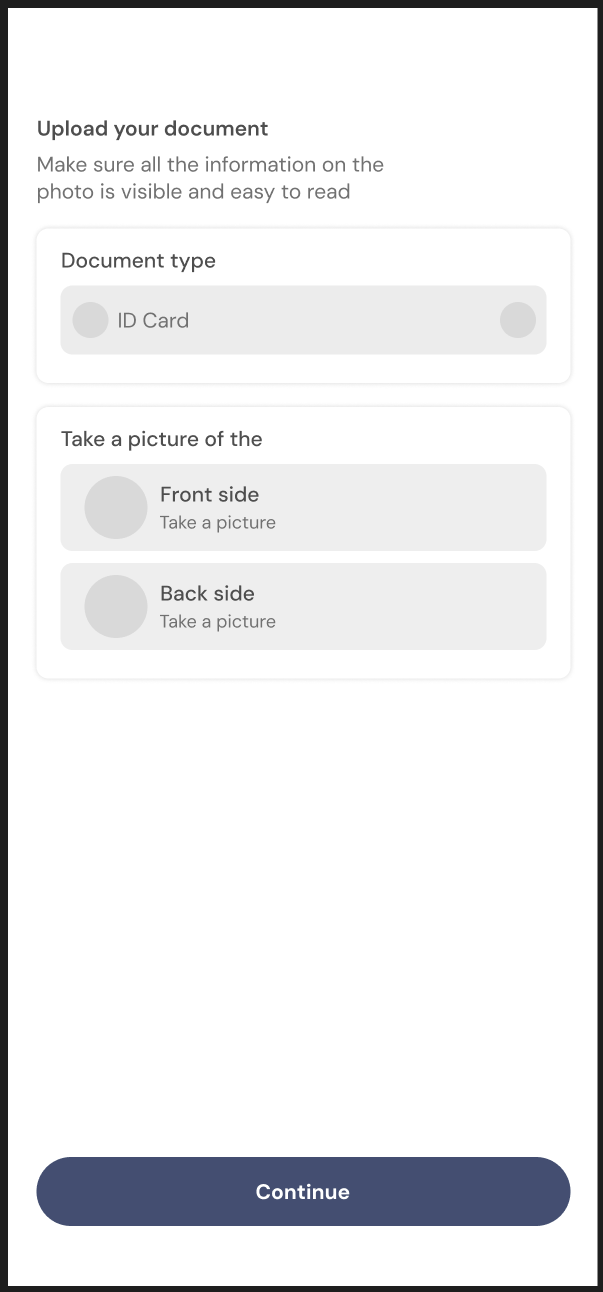 Upload your document
Make sure all the information on the
photo is visible and easy to read
Document type
ID Card
Take a picture of the
Front side
Take a picture
Back side
Take a picture
Continue